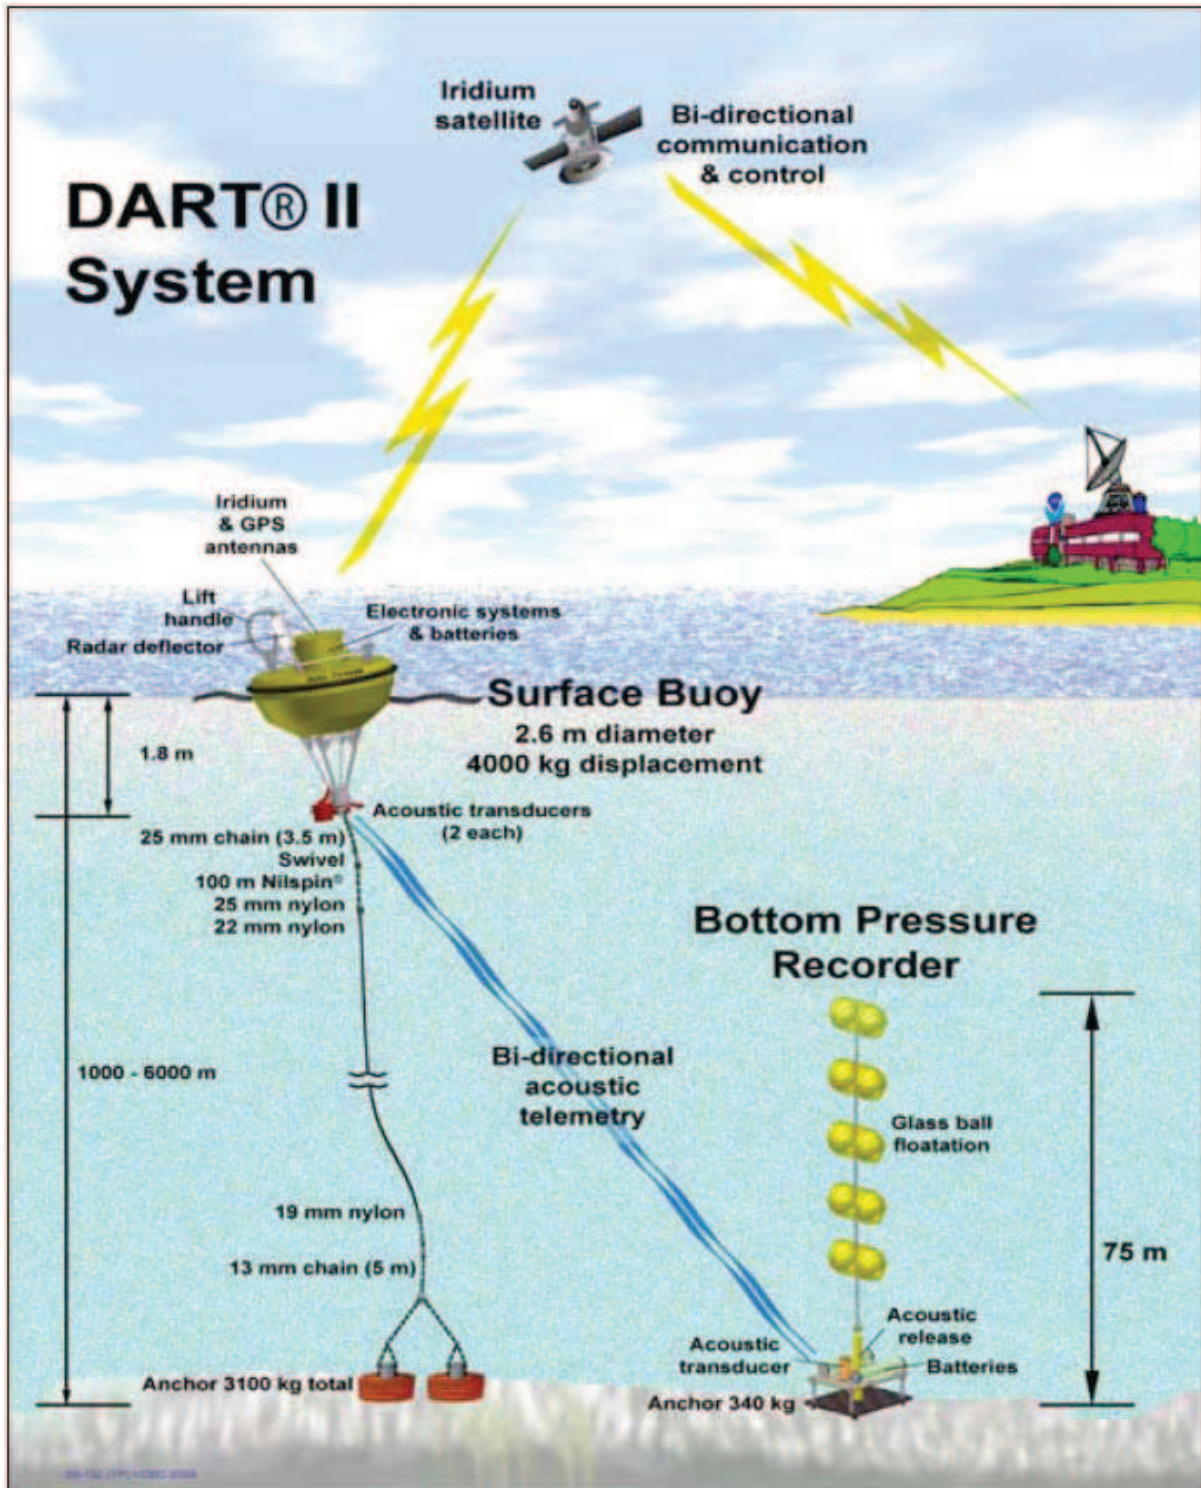 Iridium
satellite
Bi-directional
communication
& control
DART® II
System
Iridium
& GPS
antennas
Lift
handle
Radar deflector
Electronic systems
& batteries
Surface Buoy
2.6 m diameter
4000 kg displacement
1.8 m
Acoustic transducers
(2 each)
25 mm chain (3.5 m)
Swivel
100 m Nilspin®
25 mm nylon
22 mm nylon
Bottom Pressure
Recorder
1000 - 6000 m
Bi-directional
acoustic
telemetry
Glass ball
floatation
19 mm nylon
13 mm chain (5 m)
75 m
Acoustic
release
Acoustic
transducer
Batteries
Anchor 3100 kg total
Anchor 340 kg